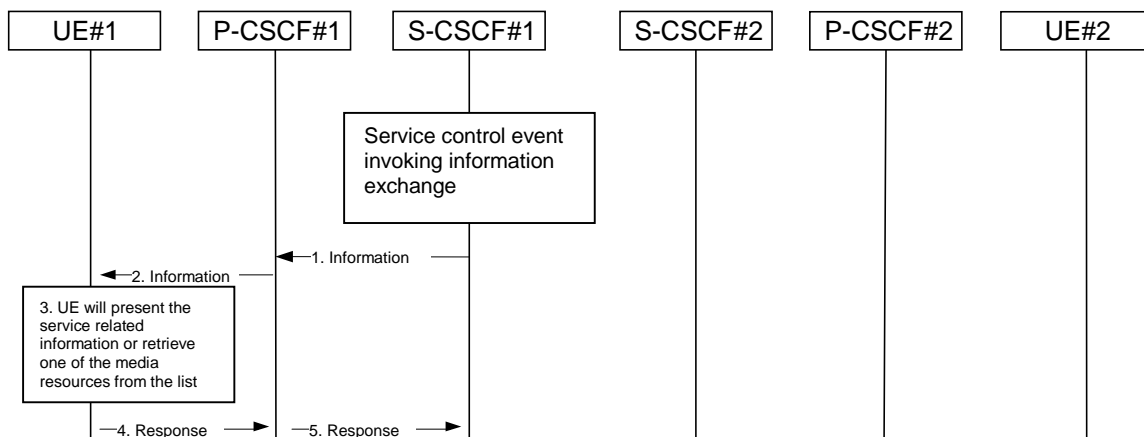 UE#1
P-CSCF#1
S-CSCF#1
S-CSCF#2
P-CSCF#2
UE#2
Service control event
invoking information
exchange
1. Information
2. Information
3. UE will present the
service related
information or retrieve
one of the media
resources from the list
4. Response
5. Response